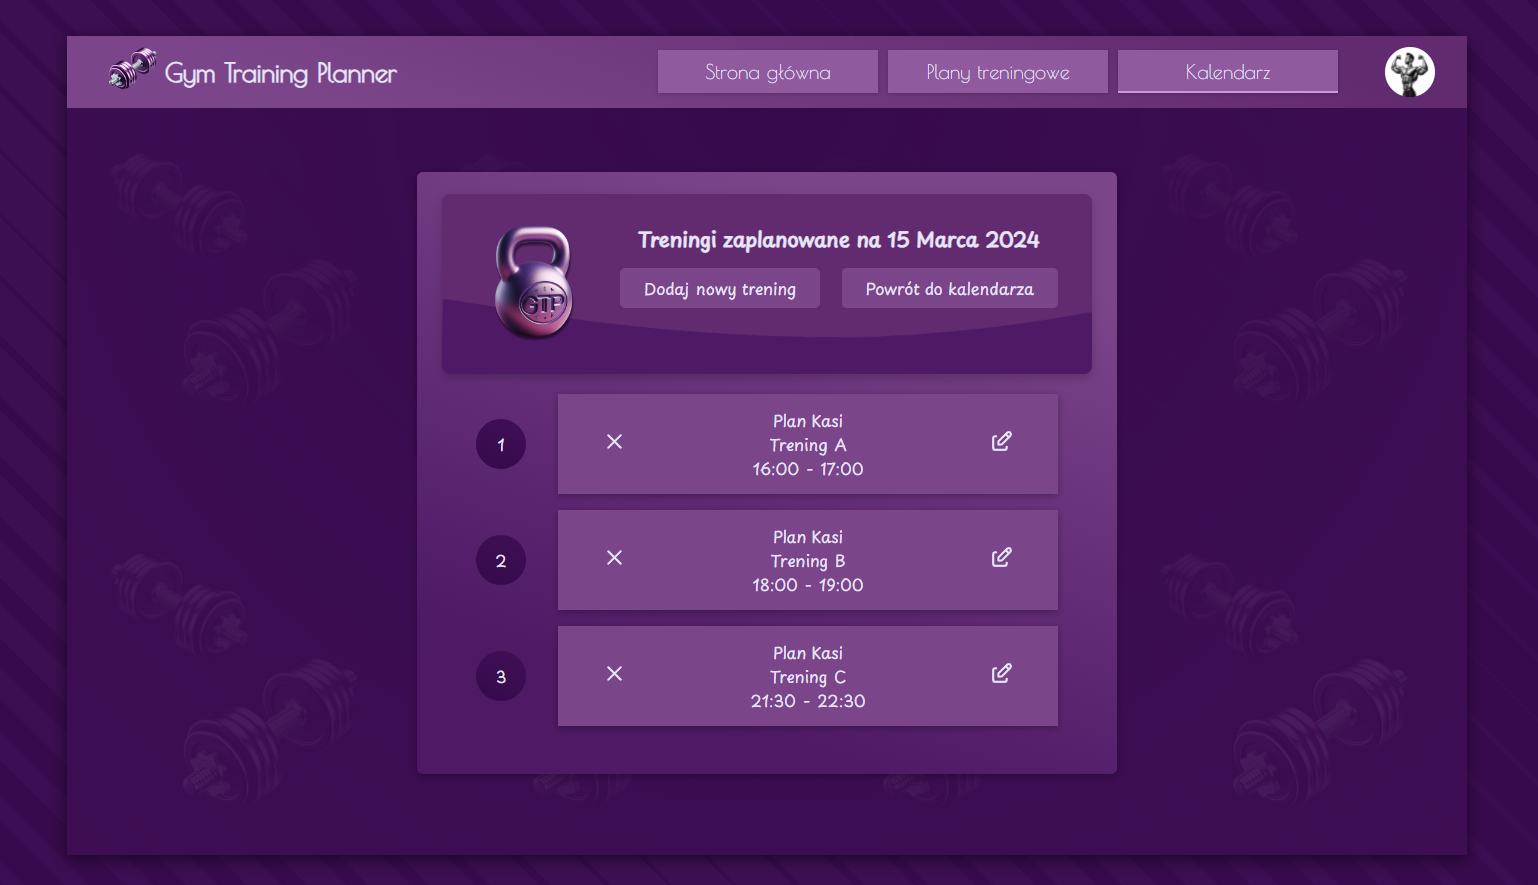 Gym Training Planner
Strona główna
Plany treningowe
Kalendarz
Treningi zaplanowane na 15 Marca 2024
GTP
Dodaj nowy trening
Powrót do kalendarza
1
Plan Kasi
Trening A
16:00 - 17:00
2
Plan Kasi
Trening B
18:00 - 19:00
3
Plan Kasi
Trening C
21:30 - 22:30